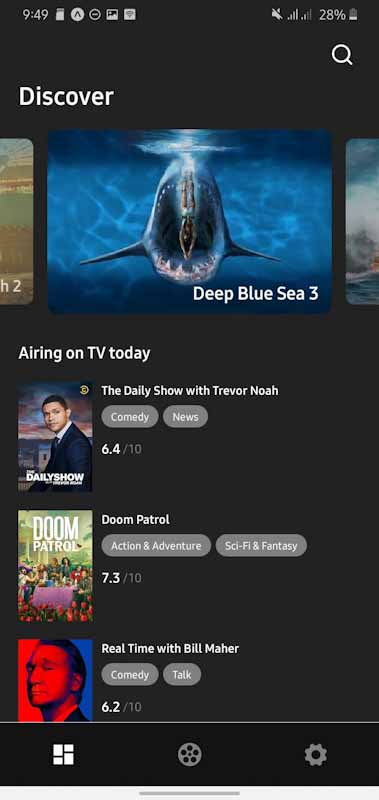 9:49
28%
Discover
h 2
Deep Blue Sea 3
Airing on TV today
The Daily Show with Trevor Noah
Comedy News
6.4 /10
THE
DAILYSHOW
WITH TREVOR NOAH
Doom Patrol
DOOM
PATROL
Action & Adventure Sci-Fi & Fantasy
7.3 /10
Real Time with Bill Maher
Comedy Talk
6.2 /10